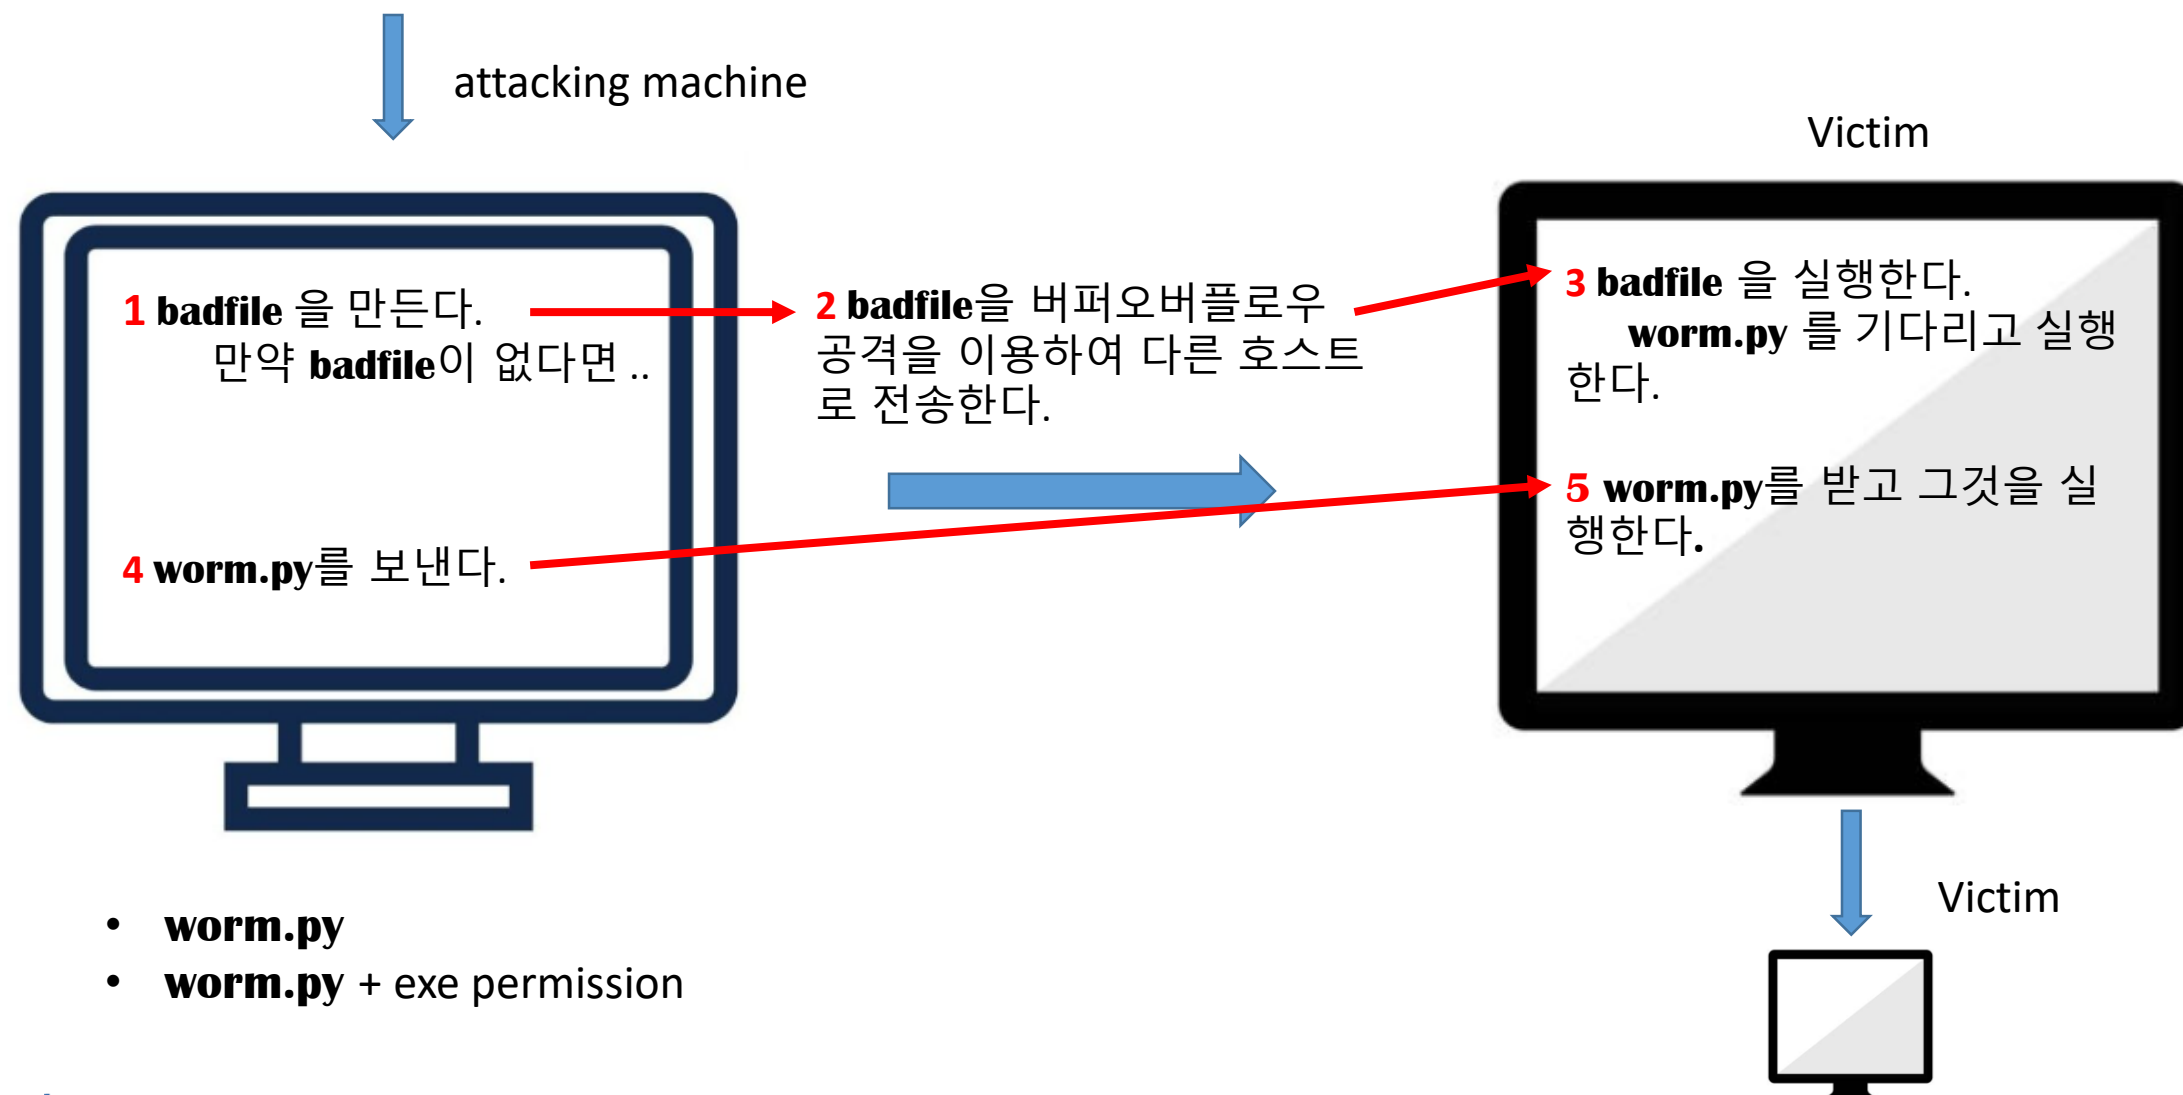 attacking machine
Victim
1 badfile 을 만든다.
만약 badfile이 없다면 ..
2 badfile을 버퍼오버플로우
공격을 이용하여 다른 호스트
로 전송한다.
3 badfile 을 실행한다.
worm.py 를 기다리고 실행
한다.
4 worm.py를 보낸다.
5 worm.py를 받고 그것을 실
행한다.
Victim
• worm.py
• worm.py + exe permission